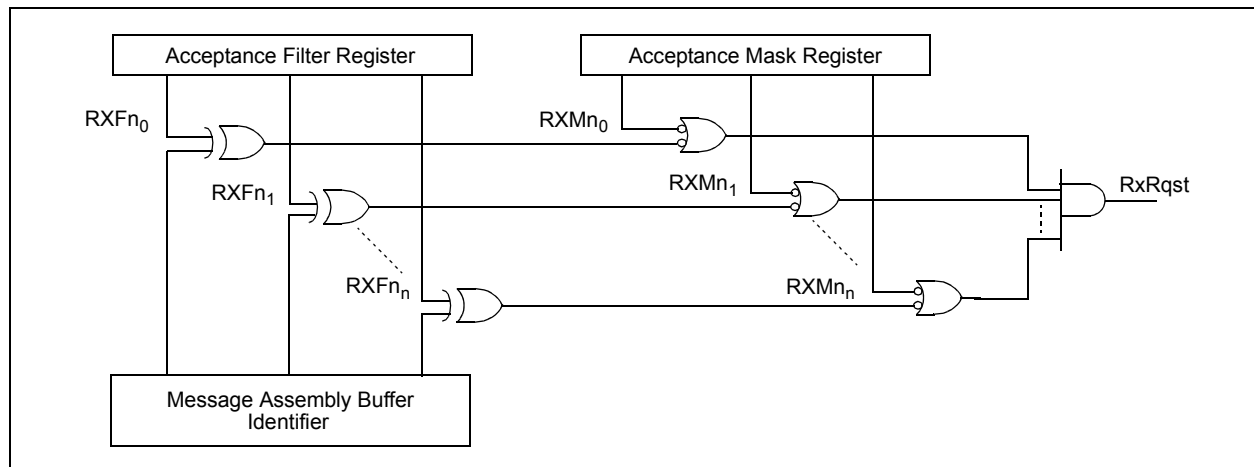 Acceptance Filter Register
Acceptance Mask Register
RXFn0
RXMn0
RXFn1
RXMn1
RxRqst
RXFnn
RXMnn
Message Assembly Buffer
Identifier